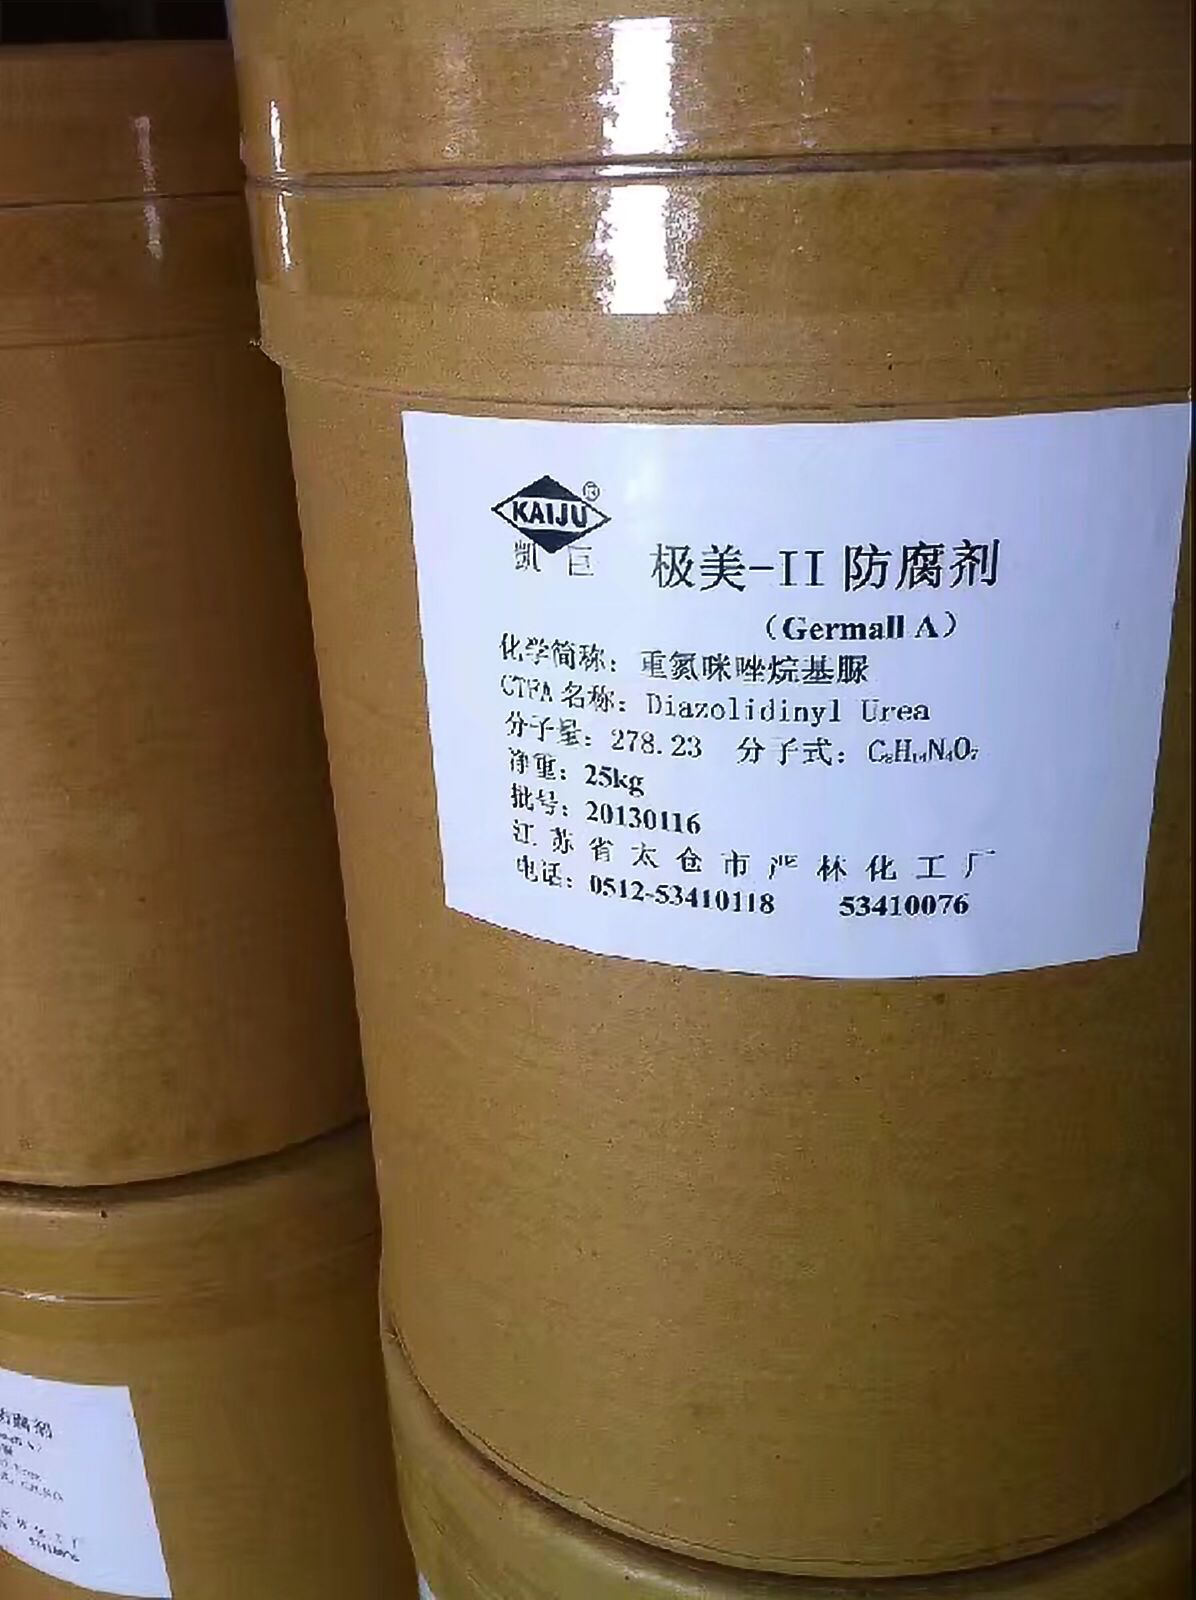 KAIJU®
凯巨
极美-II 防腐剂
（Germall A）
化学简称：重氮咪唑烷基脲
CTFA 名称：Diazolidinyl Urea
分子量：278.23 分子式：C₈H₁₄N₄O₇
净重：25kg
批号：20130116
江苏省太仓市严林化工厂
电话：0512-53410118 53410076
53410076